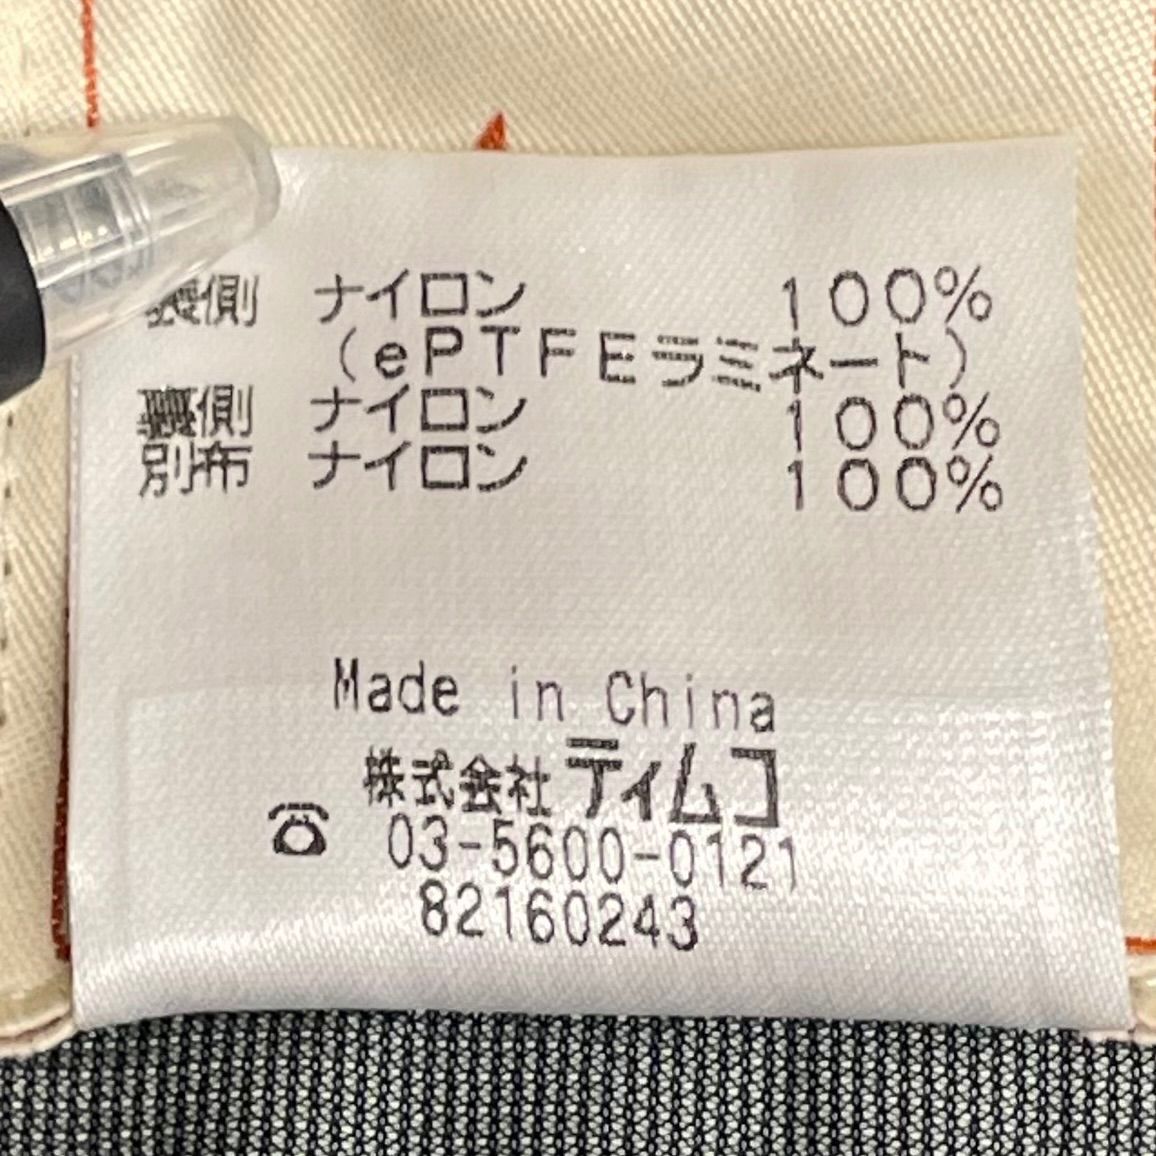 表側 ナイロン 100%
(ePTFEラミネート)
裏側 ナイロン 100%
別布 ナイロン 100%
Made in China
株式会社ティムコ
☎ 03-5600-0121
82160243